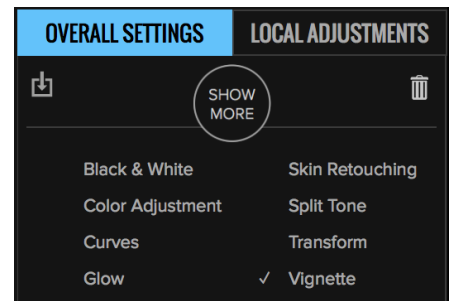 OVERALL SETTINGS
LOCAL ADJUSTMENTS
SHOW
MORE
Black & White
Skin Retouching
Color Adjustment
Split Tone
Curves
Transform
Glow
✓ Vignette